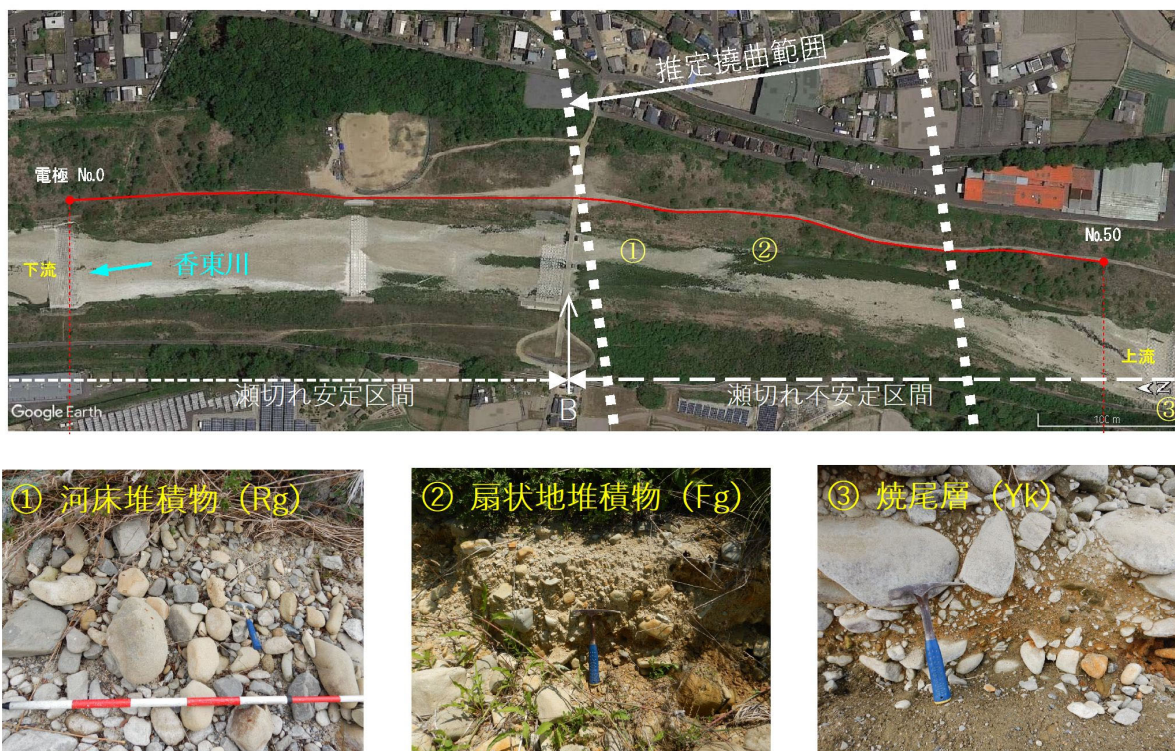 推定撓曲範囲
電極 No.0
No.50
① ②
下流
香東川
上流
瀬切れ安定区間
B
瀬切れ不安定区間
N
Google Earth
100 m
③
① 河床堆積物 (Rg)
② 扇状地堆積物 (Fg)
③ 焼尾層 (Yk)